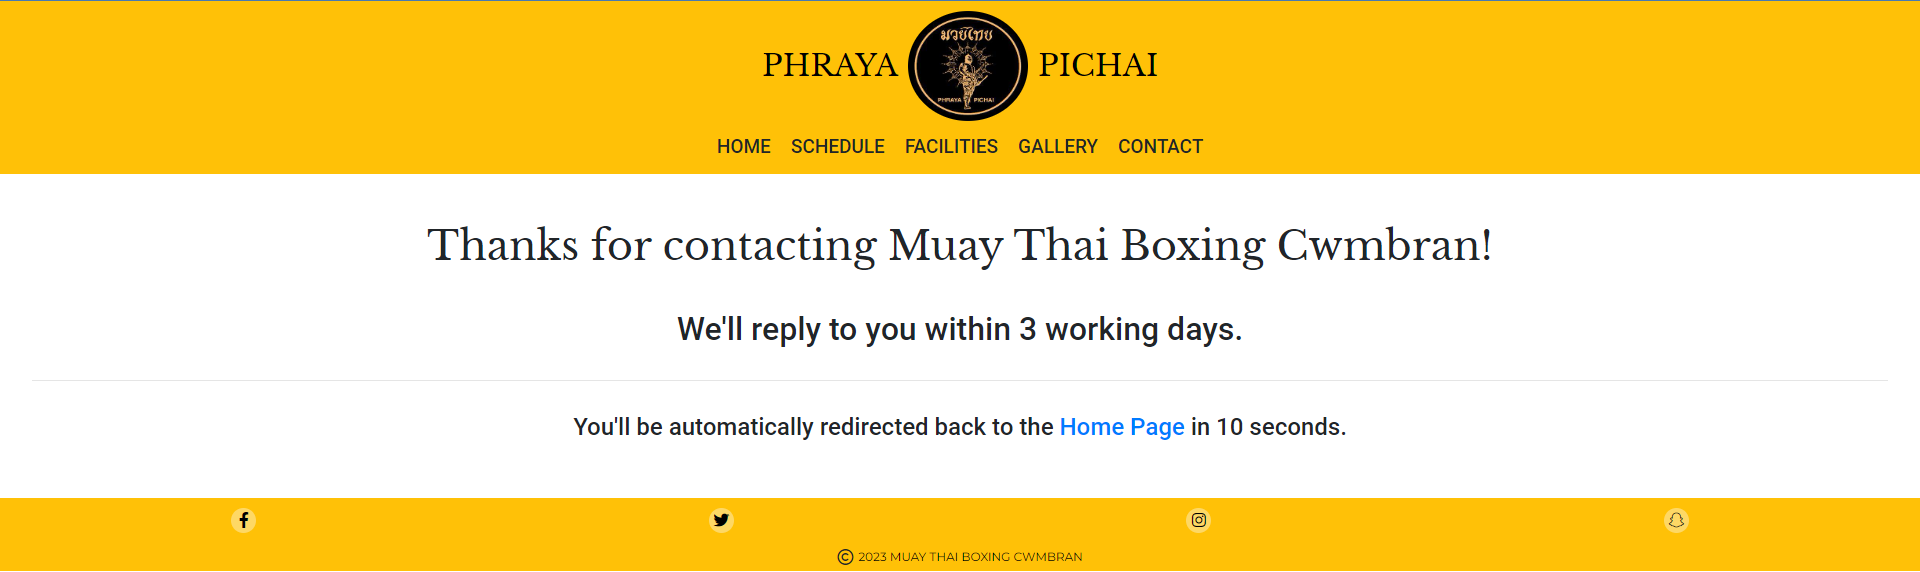 PHRAYA
มวยไทย
PHRAYA PICHAI
PICHAI
HOME SCHEDULE FACILITIES GALLERY CONTACT
Thanks for contacting Muay Thai Boxing Cwmbran!
We'll reply to you within 3 working days.
You'll be automatically redirected back to the Home Page in 10 seconds.
© 2023 MUAY THAI BOXING CWMBRAN